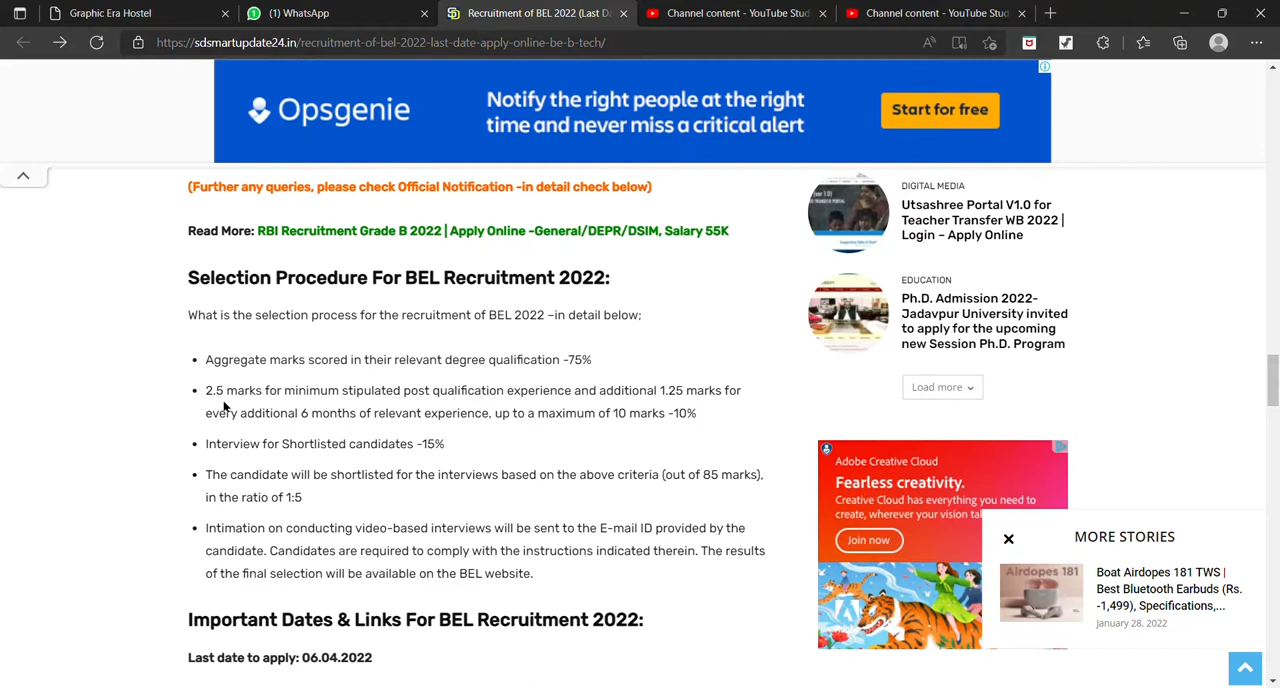 Graphic Era Hostel
(1) WhatsApp
Recruitment of BEL 2022 (Last Da
Channel content - YouTube Stud
Channel content - YouTube Stud
https://sdsmartupdate24.in/recruitment-of-bel-2022-last-date-apply-online-be-b-tech/
Opsgenie
Notify the right people at the right
time and never miss a critical alert
Start for free
(Further any queries, please check Official Notification -in detail check below)
Read More: RBI Recruitment Grade B 2022 | Apply Online -General/DEPR/DSIM, Salary 55K
Selection Procedure For BEL Recruitment 2022:
What is the selection process for the recruitment of BEL 2022 –in detail below;
• Aggregate marks scored in their relevant degree qualification -75%
• 2.5 marks for minimum stipulated post qualification experience and additional 1.25 marks for
every additional 6 months of relevant experience, up to a maximum of 10 marks -10%
• Interview for Shortlisted candidates -15%
• The candidate will be shortlisted for the interviews based on the above criteria (out of 85 marks),
in the ratio of 1:5
• Intimation on conducting video-based interviews will be sent to the E-mail ID provided by the
candidate. Candidates are required to comply with the instructions indicated therein. The results
of the final selection will be available on the BEL website.
Important Dates & Links For BEL Recruitment 2022:
Last date to apply: 06.04.2022
DIGITAL MEDIA
Utsashree Portal V1.0 for
Teacher Transfer WB 2022 |
Login – Apply Online
EDUCATION
Ph.D. Admission 2022-
Jadavpur University invited
to apply for the upcoming
new Session Ph.D. Program
Load more
Adobe Creative Cloud
Fearless creativity.
Creative Cloud has everything you need to
create, wherever your vision tak
Join now
MORE STORIES
Airdopes 181
Boat Airdopes 181 TWS |
Best Bluetooth Earbuds (Rs.
-1,499), Specifications,...
January 28, 2022